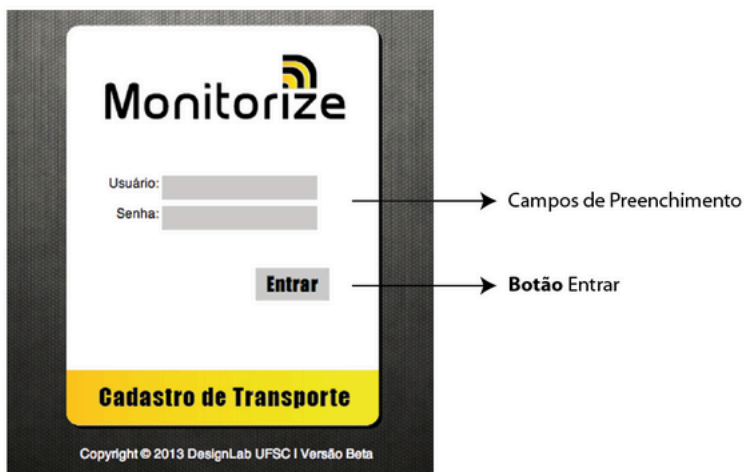 Monitorize
Usuário:
Senha:
Campos de Preenchimento
Entrar
Botão Entrar
Cadastro de Transporte
Copyright © 2013 DesignLab UFSC | Versão Beta